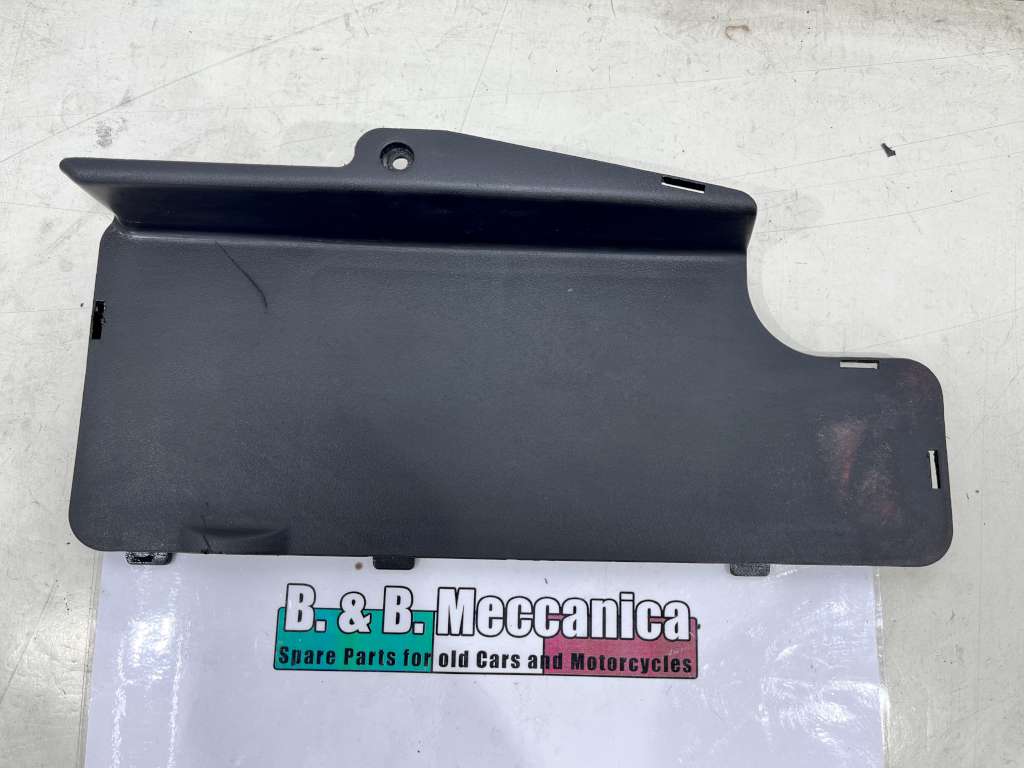 B. & B. Meccanica
Spare Parts for old Cars and Motorcycles